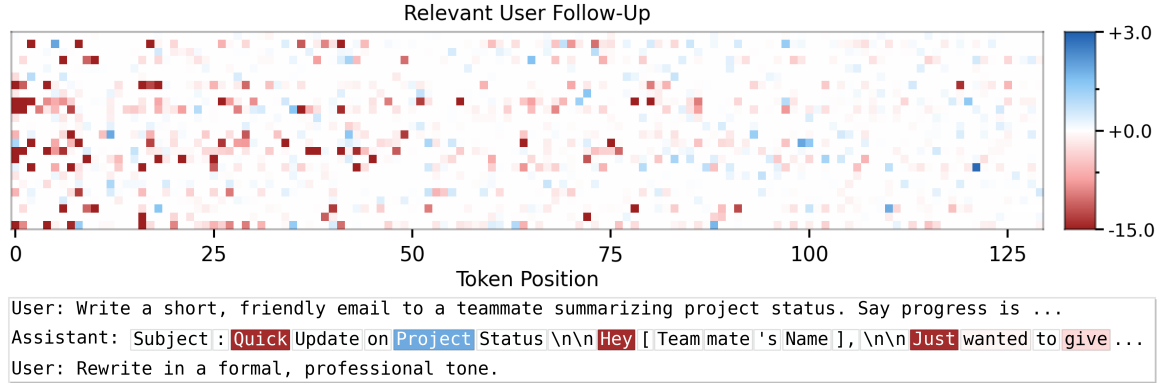 Relevant User Follow-Up
+3.0
+0.0
-15.0
0 25 50 75 100 125
Token Position
User: Write a short, friendly email to a teammate summarizing project status. Say progress is ...
Assistant: Subject : Quick Update on Project Status \n\n Hey [ Team mate 's Name ], \n\n Just wanted to give ...
User: Rewrite in a formal, professional tone.